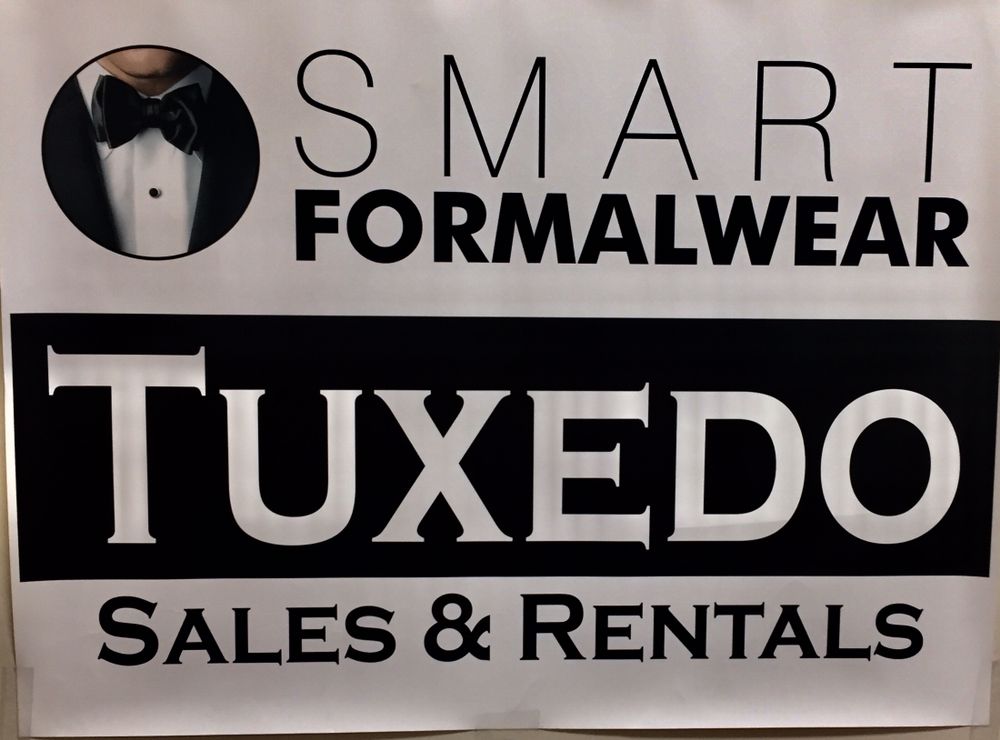 SMART
FORMALWEAR
TUXEDO
SALES & RENTALS